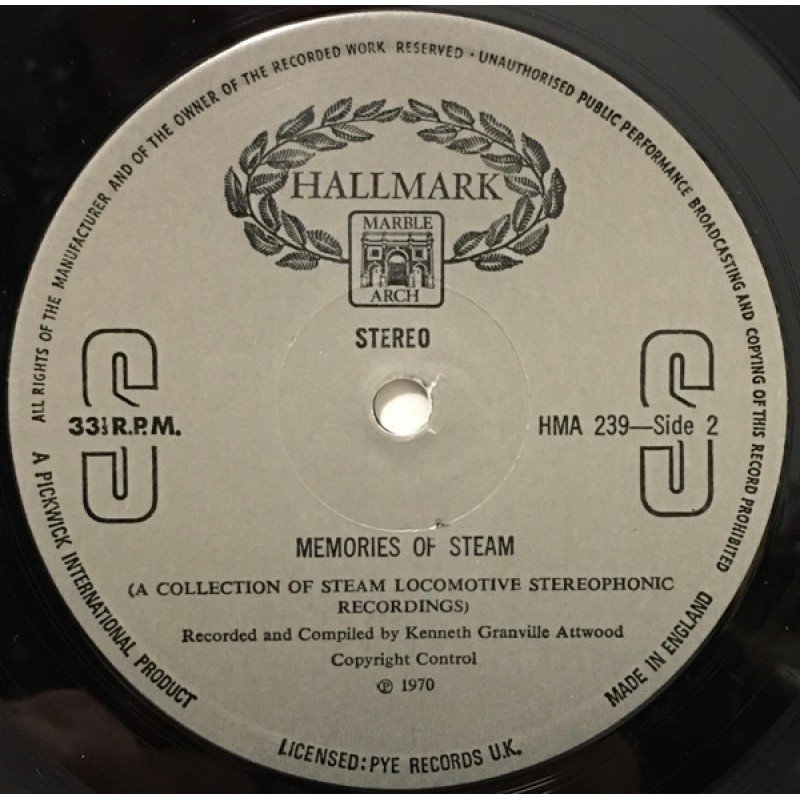 ALL RIGHTS OF THE MANUFACTURER AND OF THE OWNER OF THE RECORDED WORK RESERVED · UNAUTHORISED PUBLIC PERFORMANCE BROADCASTING AND COPYING OF THIS RECORD PROHIBITED
HALLMARK
MARBLE
ARCH
STEREO
S S
33⅓ R.P.M.
HMA 239—Side 2
MEMORIES OF STEAM
(A COLLECTION OF STEAM LOCOMOTIVE STEREOPHONIC
RECORDINGS)
Recorded and Compiled by Kenneth Granville Attwood
Copyright Control
℗ 1970
A PICKWICK INTERNATIONAL PRODUCT
LICENSED: PYE RECORDS U.K.
MADE IN ENGLAND